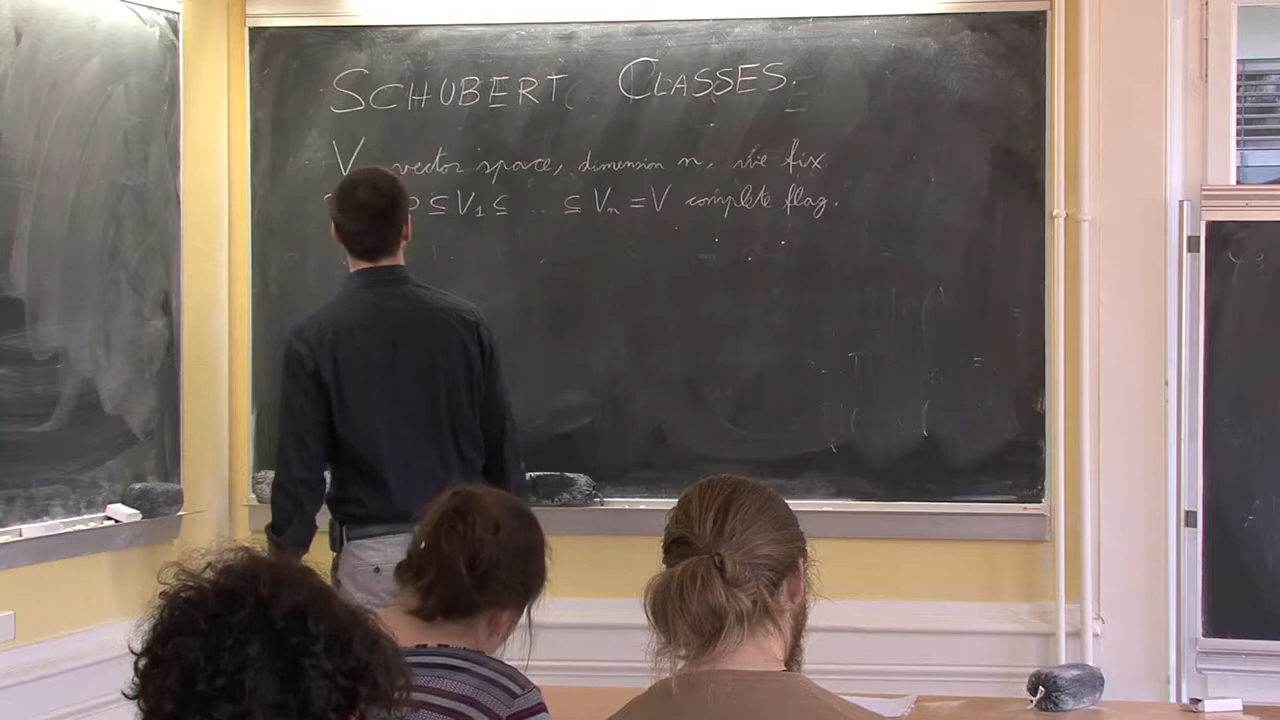 SCHUBERT CLASSES.
V vector space, dimension n, we fix
0 ⊆ V₁ ⊆ .. ⊆ Vₙ = V complete flag.